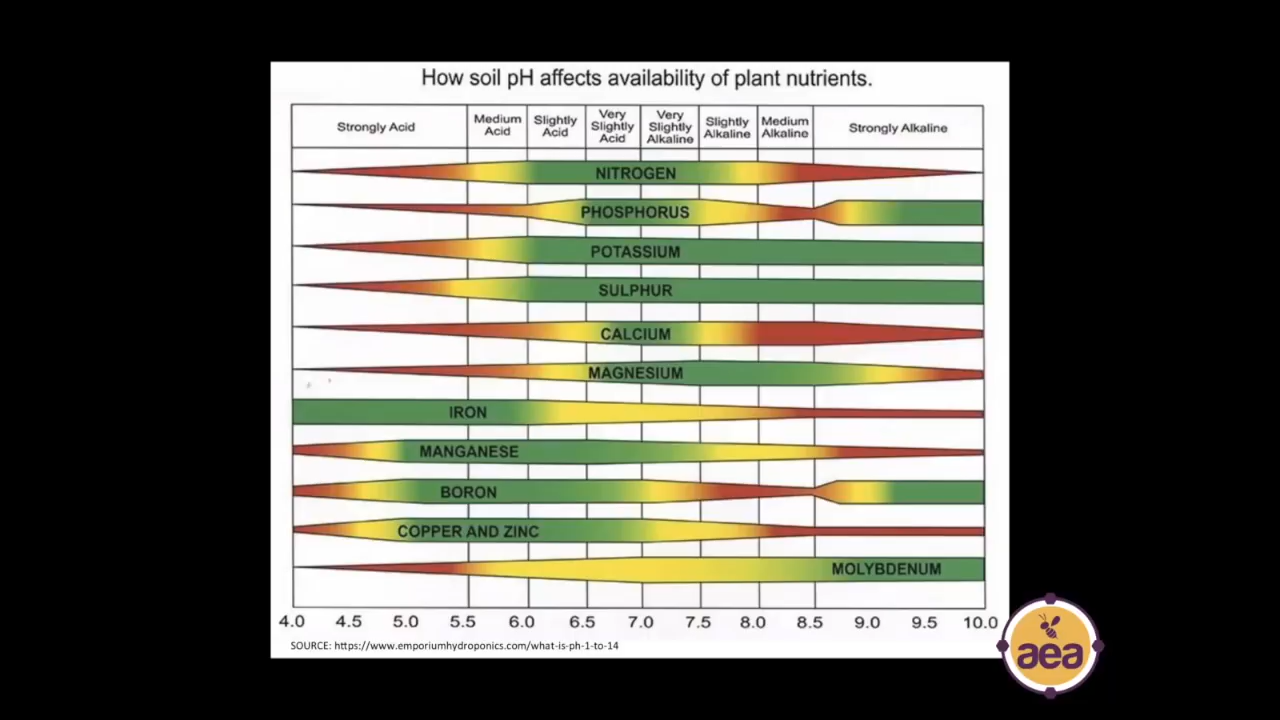 How soil pH affects availability of plant nutrients.
Strongly Acid
Medium
Acid
Slightly
Acid
Very
Slightly
Acid
Very
Slightly
Alkaline
Slightly
Alkaline
Medium
Alkaline
Strongly Alkaline
NITROGEN
PHOSPHORUS
POTASSIUM
SULPHUR
CALCIUM
MAGNESIUM
IRON
MANGANESE
BORON
COPPER AND ZINC
MOLYBDENUM
4.0 4.5 5.0 5.5 6.0 6.5 7.0 7.5 8.0 8.5 9.0 9.5 10.0
SOURCE: https://www.emporiumhydroponics.com/what-is-ph-1-to-14
aea